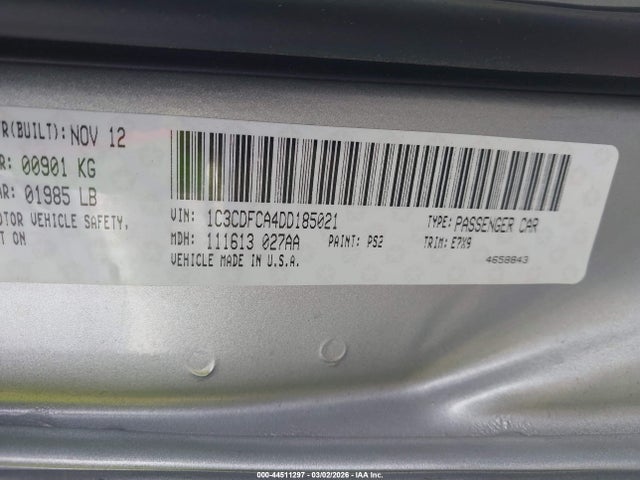 R(BUILT): NOV 12
R: 00901 KG
AR: 01985 LB
OTOR VEHICLE SAFETY,
T ON
VIN: 1C3CDFCA4DD185021
TYPE: PASSENGER CAR
MDH: 111613 027AA PAINT: PS2
TRIM: E7X9
VEHICLE MADE IN U.S.A.
4658843
000-44511297 - 03/02/2026 - IAA Inc.